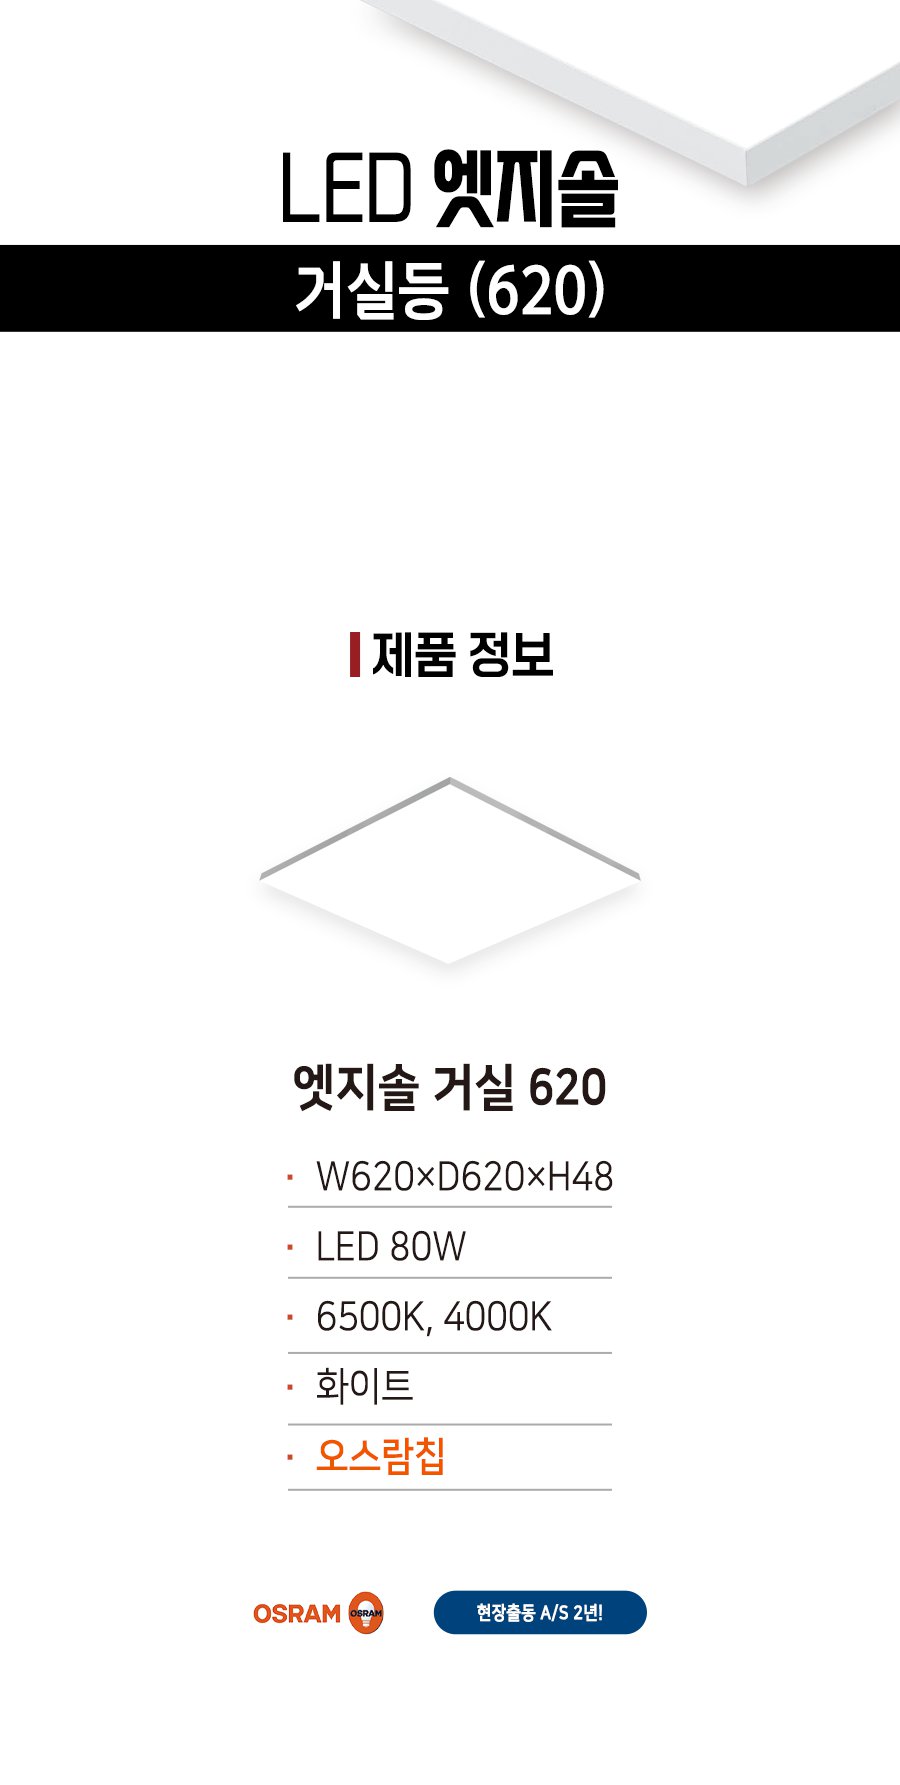 LED 엣지솔
거실등 (620)
제품 정보
엣지솔 거실 620
· W620×D620×H48
· LED 80W
· 6500K, 4000K
· 화이트
· 오스람칩
OSRAM OSRAM 현장출동 A/S 2년!